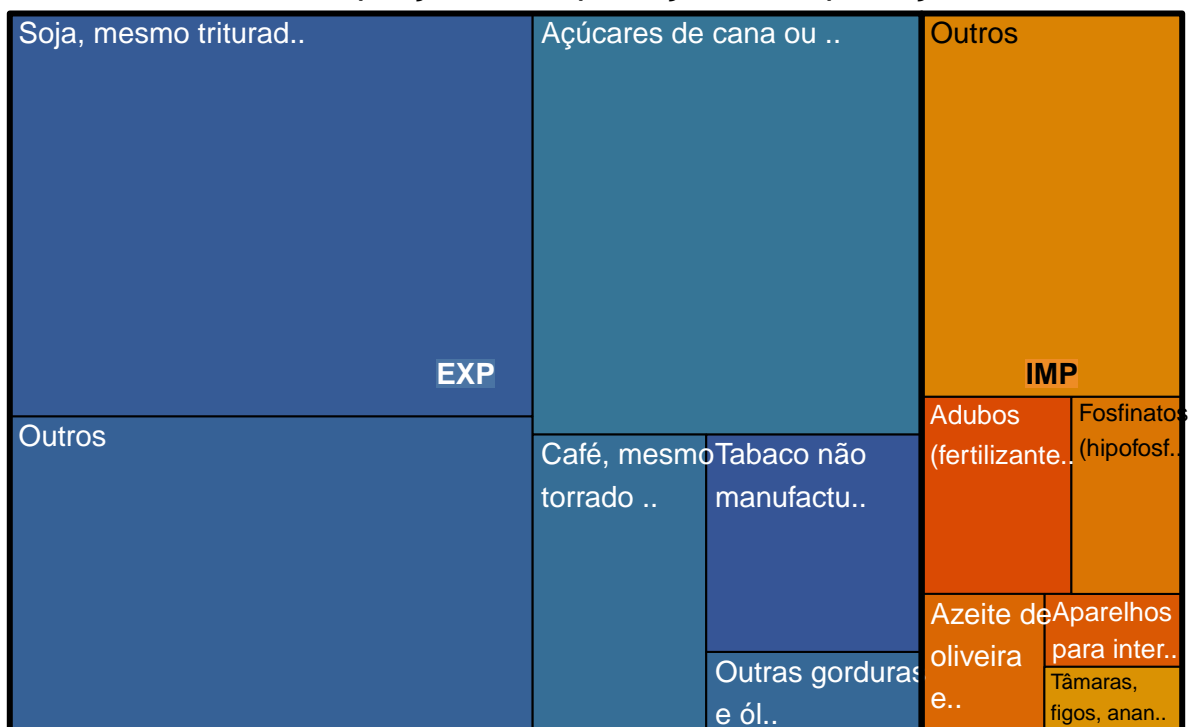 Soja, mesmo triturad..
EXP
Outros
Açúcares de cana ou ..
Café, mesmo
torrado ..
Tabaco não
manufactu..
Outras gorduras
e ól..
Outros
IMP
Adubos
(fertilizante..
Fosfinatos
(hipofosf..
Azeite de
oliveira
e..
Aparelhos
para inter..
Tâmaras,
figos, anan..